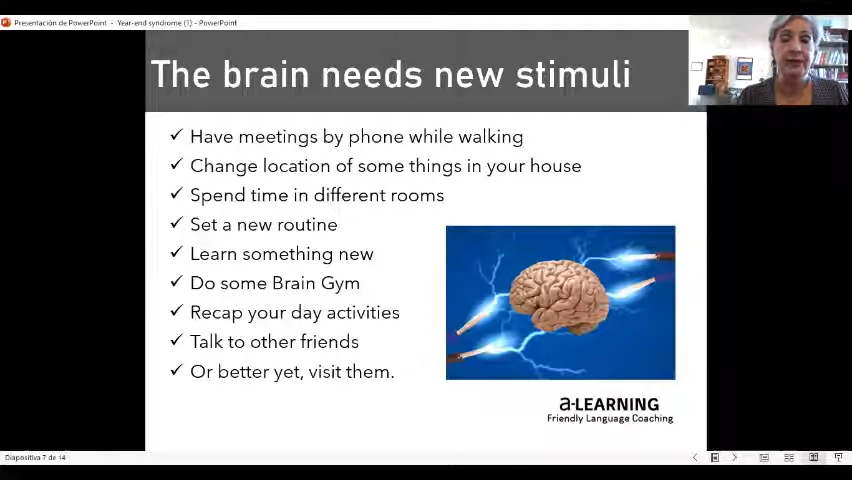 Presentación de PowerPoint - Year-end syndrome (1) - PowerPoint
The brain needs new stimuli
✓ Have meetings by phone while walking
✓ Change location of some things in your house
✓ Spend time in different rooms
✓ Set a new routine
✓ Learn something new
✓ Do some Brain Gym
✓ Recap your day activities
✓ Talk to other friends
✓ Or better yet, visit them.
a-LEARNING
Friendly Language Coaching
Diapositiva 7 de 14